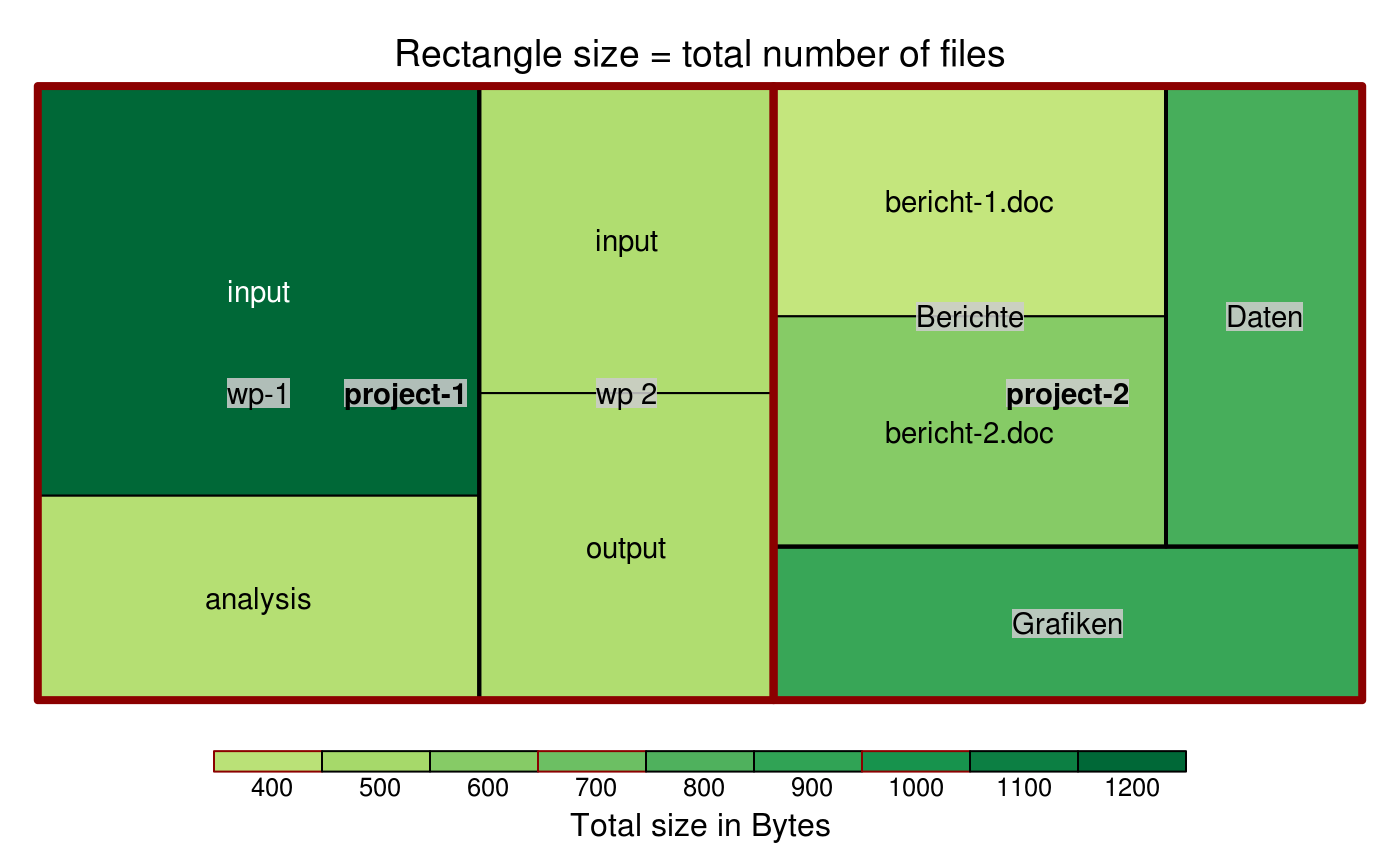 Rectangle size = total number of files
input
input
bericht-1.doc
Berichte
Daten
wp-1
project-1
wp 2
project-2
bericht-2.doc
output
analysis
Grafiken
400 500 600 700 800 900 1000 1100 1200
Total size in Bytes